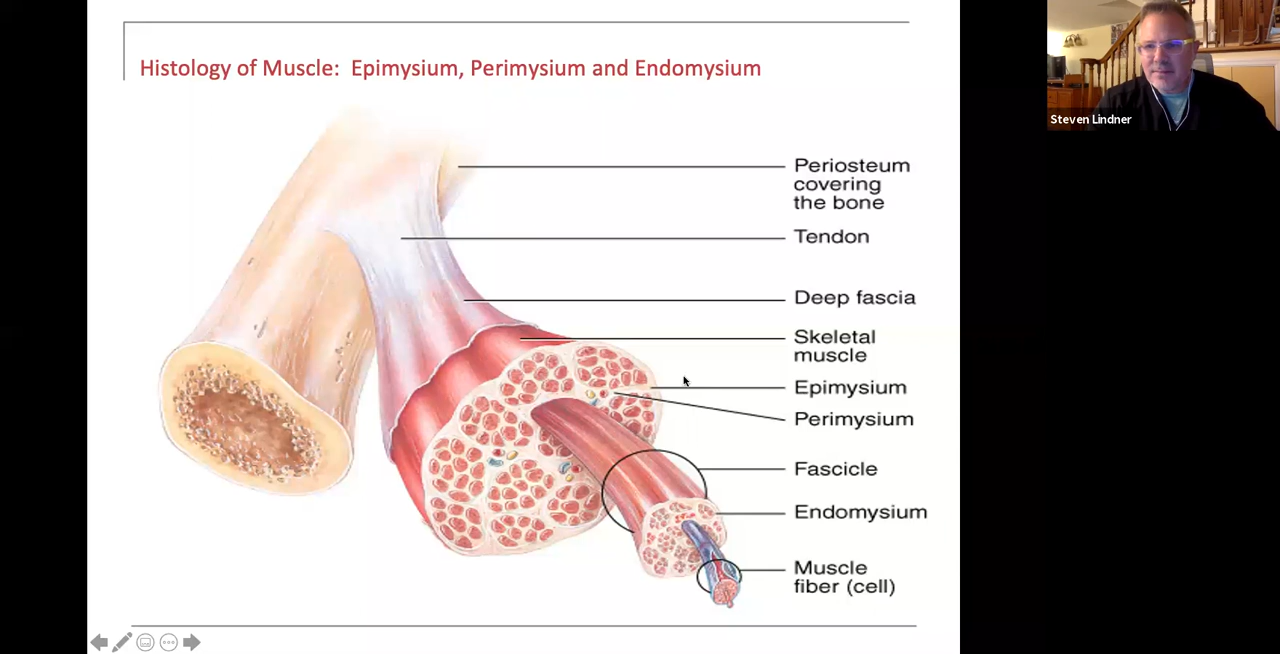 Histology of Muscle: Epimysium, Perimysium and Endomysium
Steven Lindner
Periosteum
covering
the bone
Tendon
Deep fascia
Skeletal
muscle
Epimysium
Perimysium
Fascicle
Endomysium
Muscle
fiber (cell)